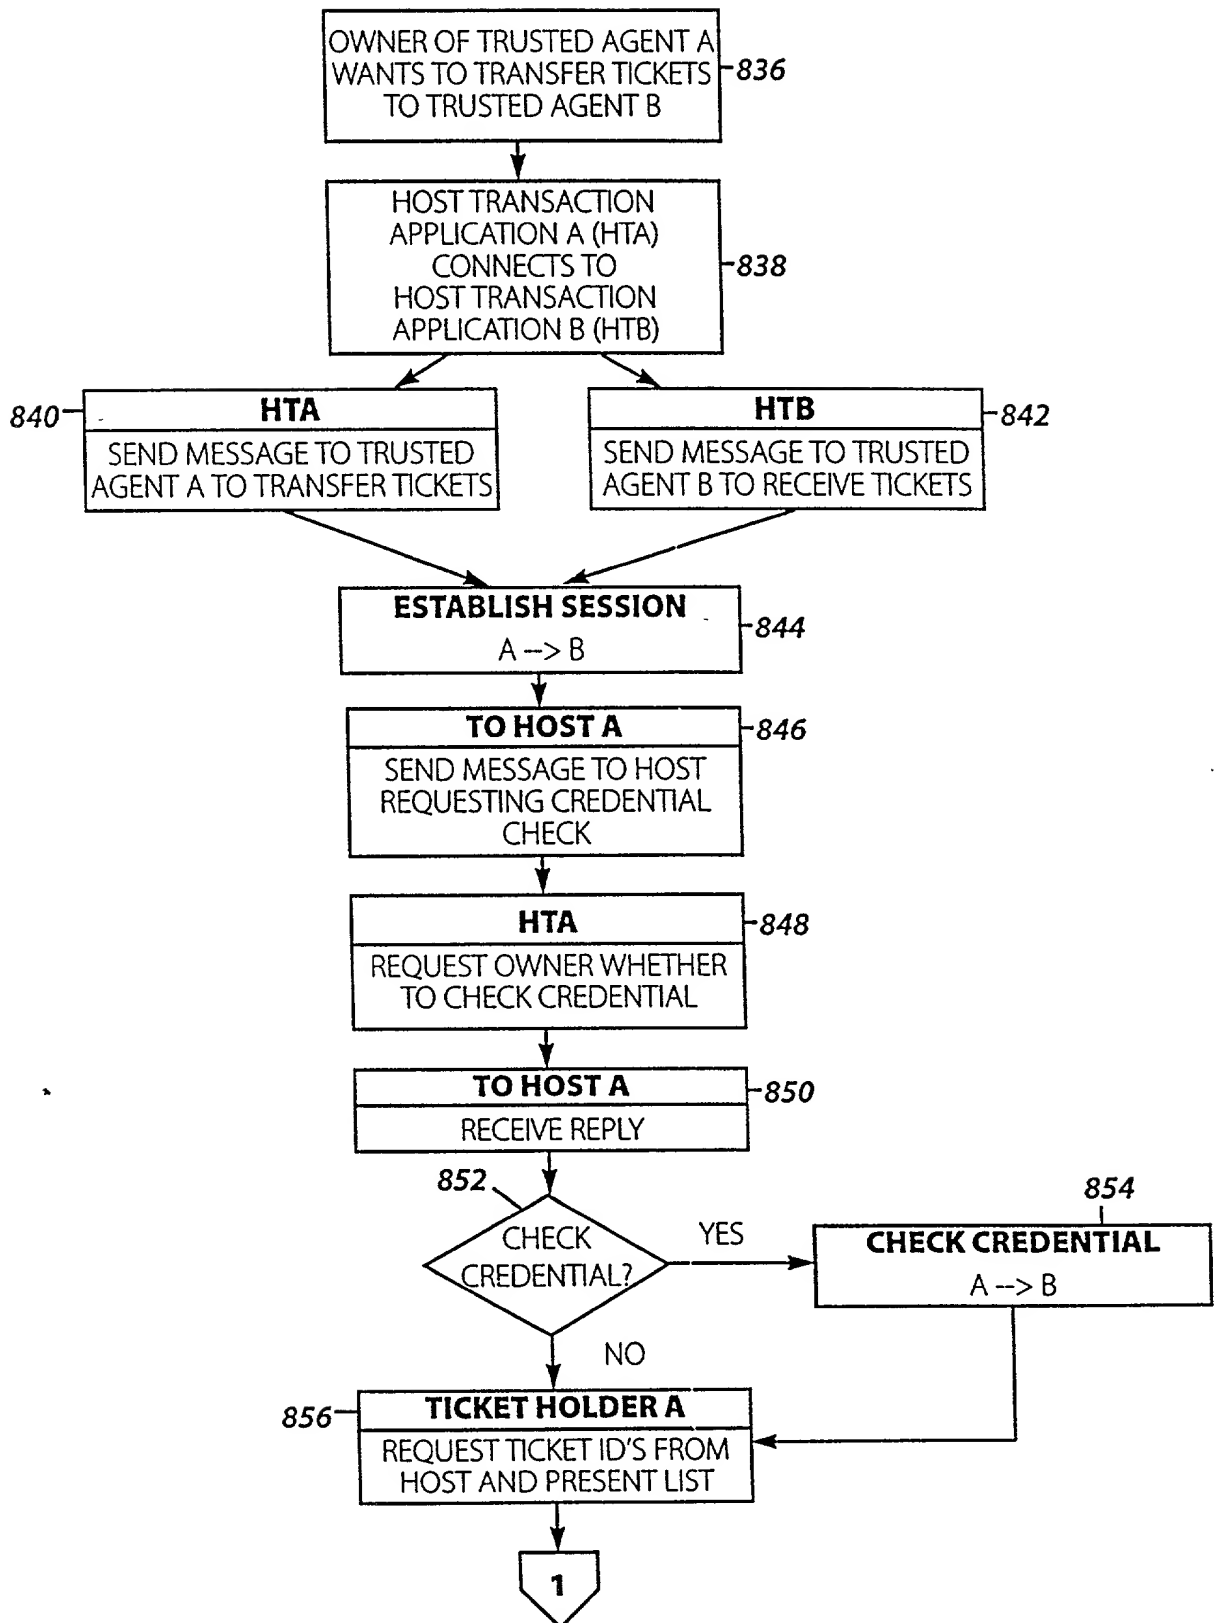 OWNER OF TRUSTED AGENT A
WANTS TO TRANSFER TICKETS
TO TRUSTED AGENT B
836
HOST TRANSACTION
APPLICATION A (HTA)
CONNECTS TO
HOST TRANSACTION
APPLICATION B (HTB)
838
840
HTA
SEND MESSAGE TO TRUSTED
AGENT A TO TRANSFER TICKETS
HTB
SEND MESSAGE TO TRUSTED
AGENT B TO RECEIVE TICKETS
842
ESTABLISH SESSION
A --> B
844
TO HOST A
SEND MESSAGE TO HOST
REQUESTING CREDENTIAL
CHECK
846
HTA
REQUEST OWNER WHETHER
TO CHECK CREDENTIAL
848
TO HOST A
RECEIVE REPLY
850
852
CHECK
CREDENTIAL?
YES
854
CHECK CREDENTIAL
A --> B
NO
856
TICKET HOLDER A
REQUEST TICKET ID'S FROM
HOST AND PRESENT LIST
1